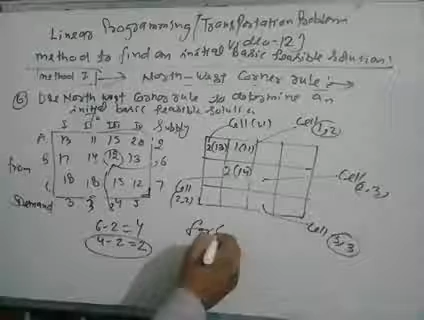 Linear Programming (Transportation Problem
Video-12)
method to find an initial basic feasible solution:
method I: → North-west Corner rule:→
Use North west Corner rule to determine an
initial basic feasible solution
I II III IV Supply
A 13 11 15 20 2
from B 17 14 12 13 6
C 18 18 15 12 7
Demand 3 3 4 5
Cell (1,2)
2(13) 1(11)
2(14)
Cell (2,3)
Cell (2,2)
Cell (3,3)
6-2=4
4-2=2
for